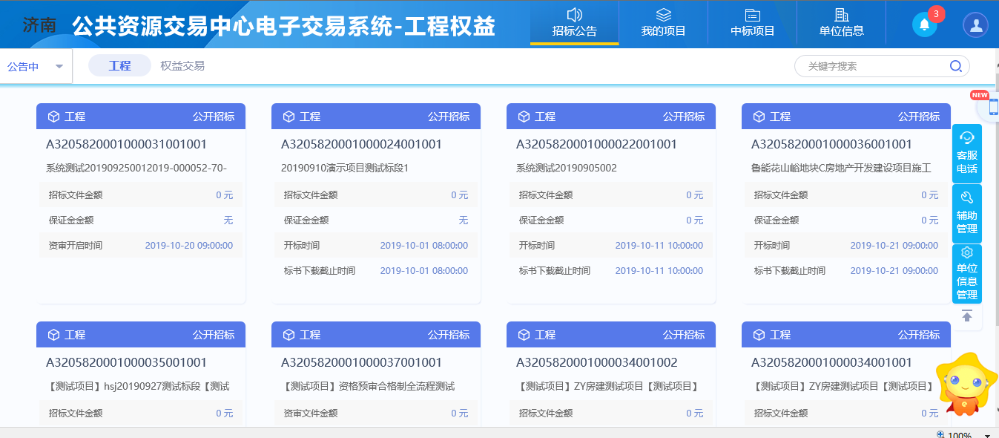 济南 公共资源交易中心电子交易系统-工程权益
招标公告 我的项目 中标项目 单位信息 3
公告中 工程 权益交易 关键字搜索
NEW
工程 公开招标 工程 公开招标 工程 公开招标 工程 公开招标
A3205820001000031001001 A3205820001000024001001 A3205820001000022001001 A3205820001000036001001
系统测试201909250012019-000052-70- 20190910演示项目测试标段1 系统测试20190905002 鲁能花山峪地块C房地产开发建设项目施工
招标文件金额 0 元 招标文件金额 0 元 招标文件金额 0 元 招标文件金额 0 元
保证金金额 无 保证金金额 无 保证金金额 0 元 保证金金额 0 元
资审开启时间 2019-10-20 09:00:00 开标时间 2019-10-01 08:00:00 开标时间 2019-10-11 10:00:00 开标时间 2019-10-21 09:00:00
标书下载截止时间 2019-10-01 08:00:00 标书下载截止时间 2019-10-11 10:00:00 标书下载截止时间 2019-10-21 09:00:00
客服
电话
辅助
管理
单位
信息
管理
工程 公开招标 工程 公开招标 工程 公开招标 工程 公开招标
A3205820001000035001001 A3205820001000037001001 A3205820001000034001002 A3205820001000034001001
【测试项目】hsj20190927测试标段【测试 【测试项目】资格预审合格制全流程测试 【测试项目】ZY房建测试项目【测试项目】 【测试项目】ZY房建测试项目【测试项目】
招标文件金额 0 元 资审文件金额 0 元 招标文件金额 0 元 招标文件金额 0 元
100%